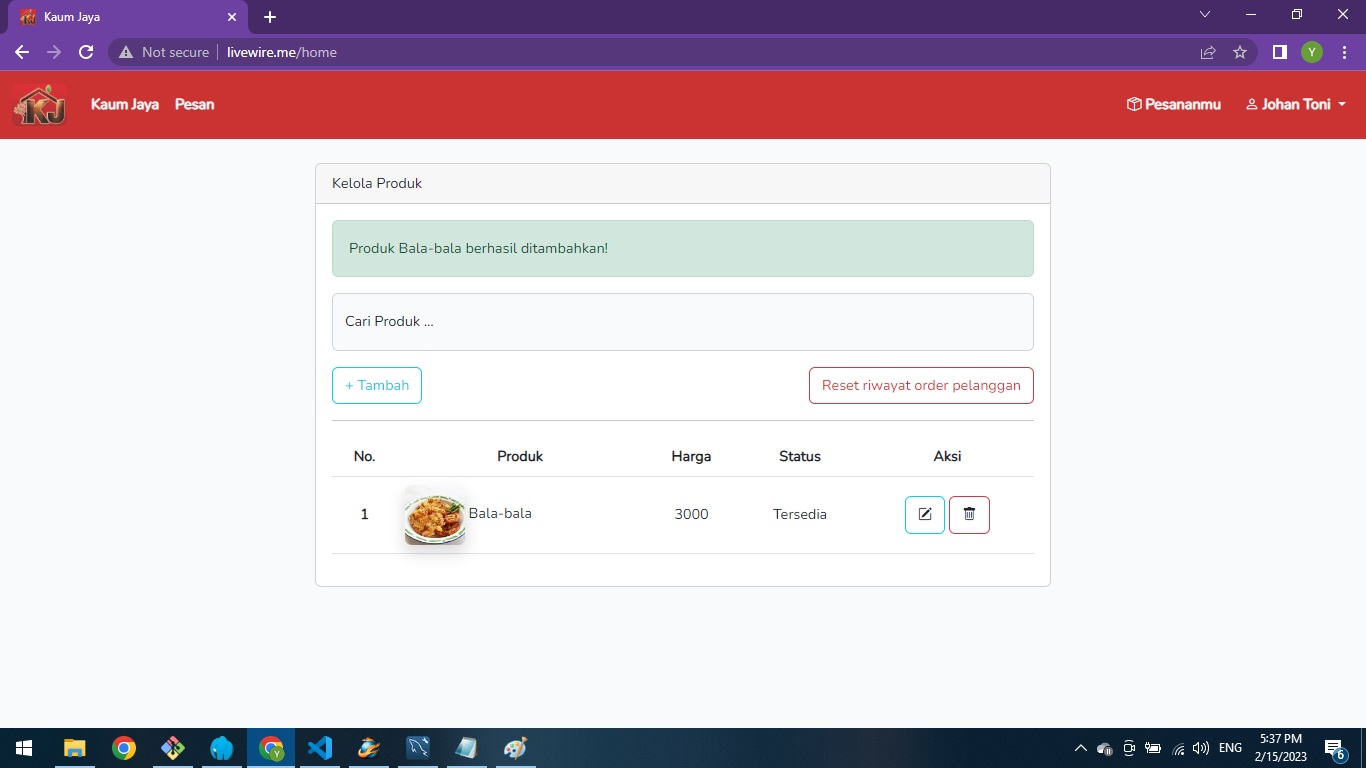 Kaum Jaya
Not secure livewire.me/home
Y
KJ Kaum Jaya Pesan Pesananmu Johan Toni
Kelola Produk
Produk Bala-bala berhasil ditambahkan!
Cari Produk ...
+ Tambah Reset riwayat order pelanggan
No. Produk Harga Status Aksi
1 Bala-bala 3000 Tersedia
ENG 5:37 PM
2/15/2023 6